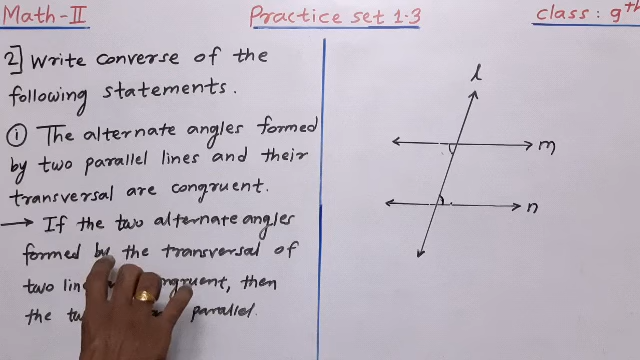 Math-II
Practice set 1.3
class: 9th
2] Write converse of the
following statements.
(i) The alternate angles formed
by two parallel lines and their
transversal are congruent.
→ If the two alternate angles
formed by the transversal of
two congruent, then
the parallel.
l
m
n